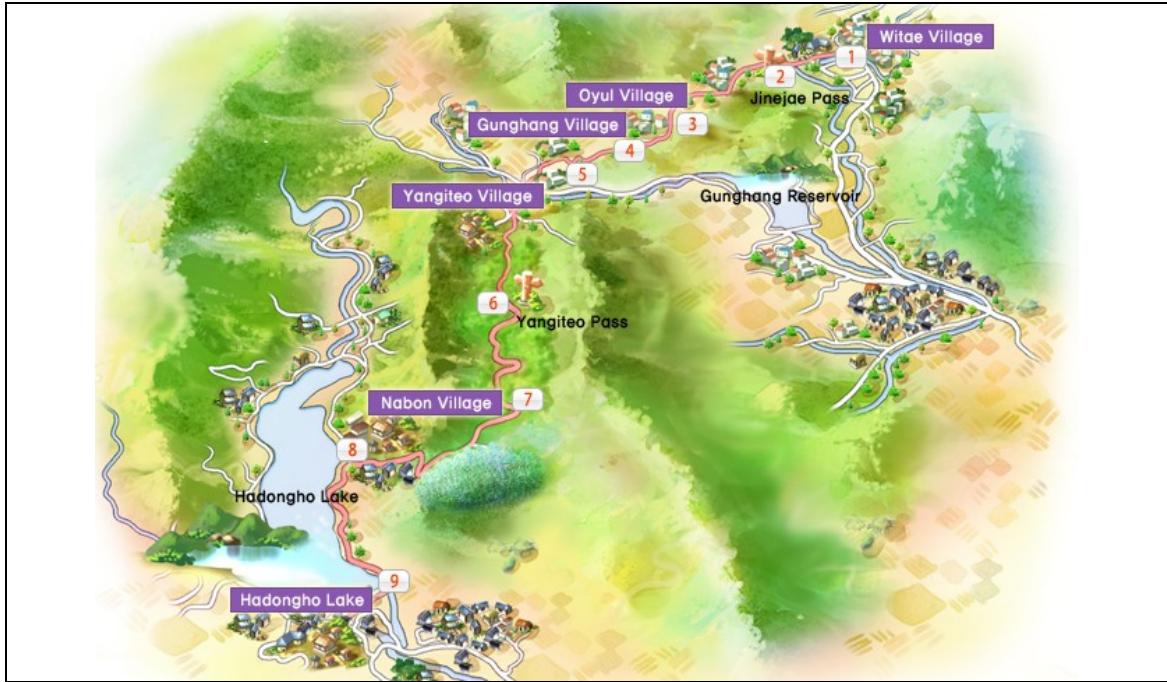 Witae Village
1
2
Jinejae Pass
Oyul Village
3
Gunghang Village
4
5
Yangiteo Village
Gunghang Reservoir
6
Yangiteo Pass
Nabon Village
7
8
Hadongho Lake
9
Hadongho Lake